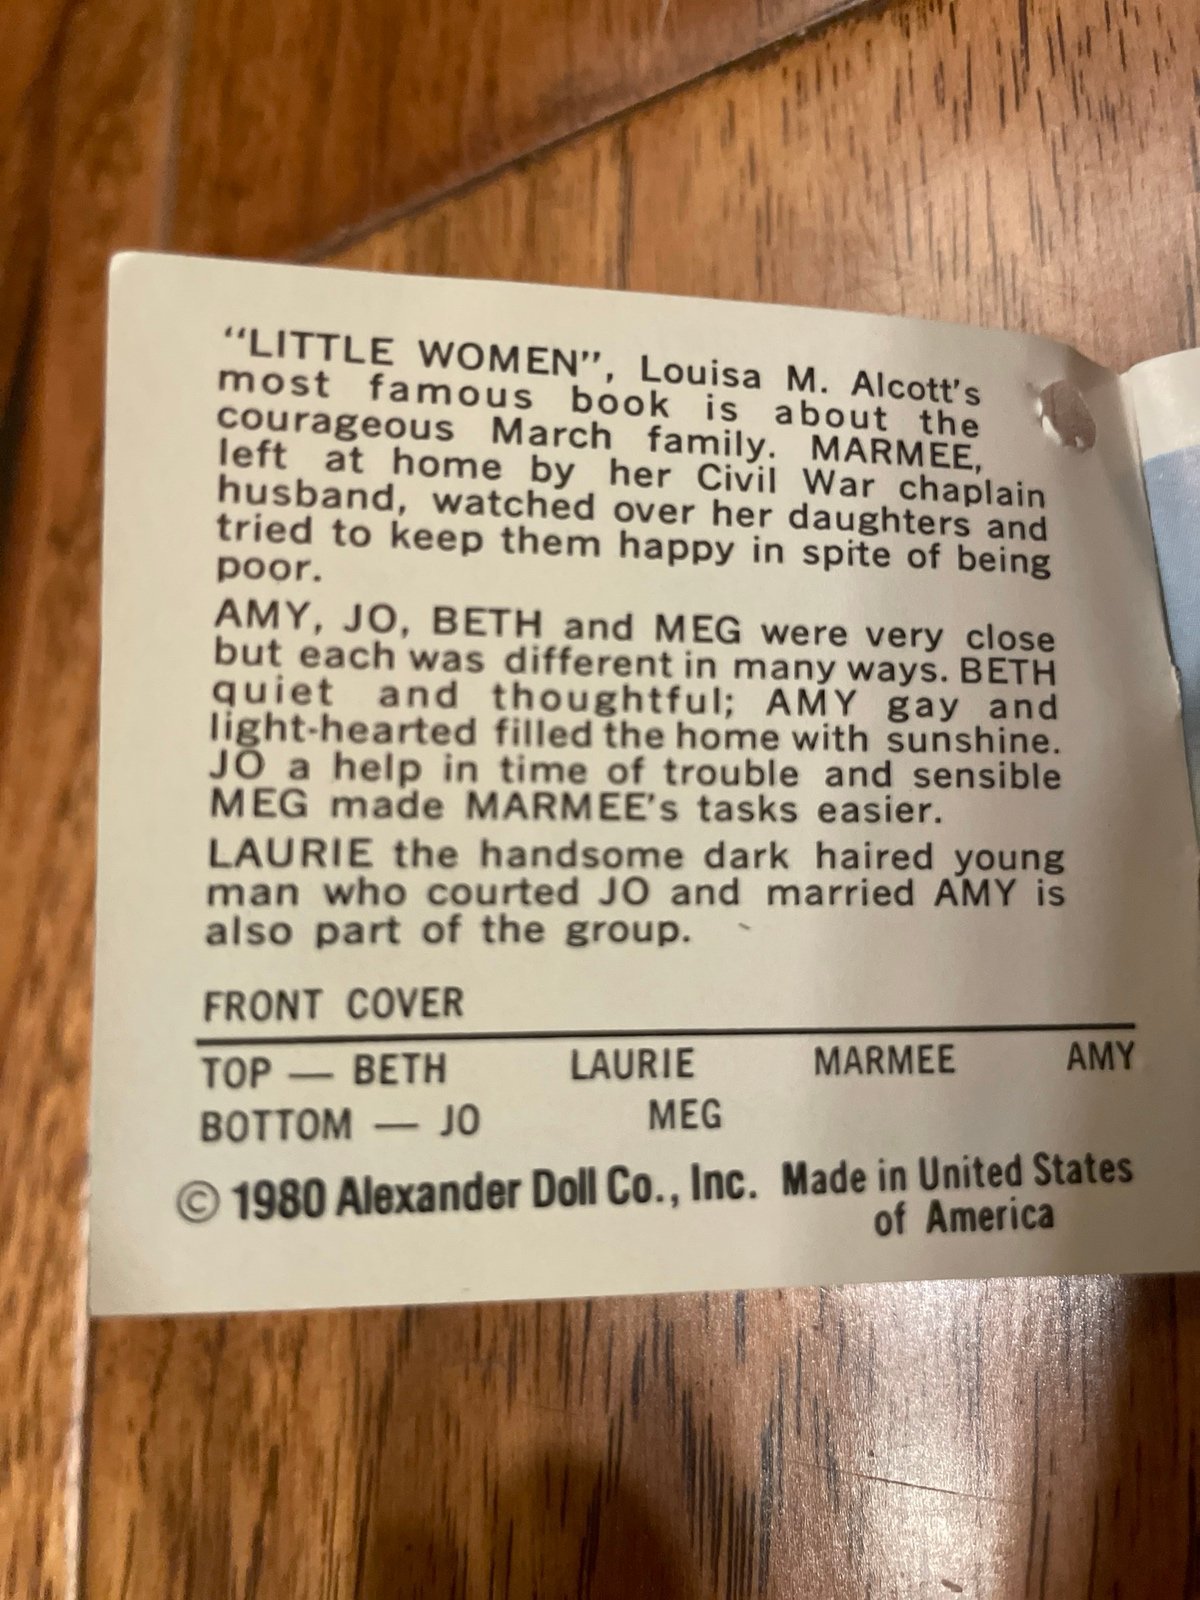 “LITTLE WOMEN”, Louisa M. Alcott's
most famous book is about the
courageous March family. MARMEE,
left at home by her Civil War chaplain
husband, watched over her daughters and
tried to keep them happy in spite of being
poor.
AMY, JO, BETH and MEG were very close
but each was different in many ways. BETH
quiet and thoughtful; AMY gay and
light-hearted filled the home with sunshine.
JO a help in time of trouble and sensible
MEG made MARMEE's tasks easier.
LAURIE the handsome dark haired young
man who courted JO and married AMY is
also part of the group.
FRONT COVER
TOP — BETH LAURIE MARMEE AMY
BOTTOM — JO MEG
© 1980 Alexander Doll Co., Inc. Made in United States
of America